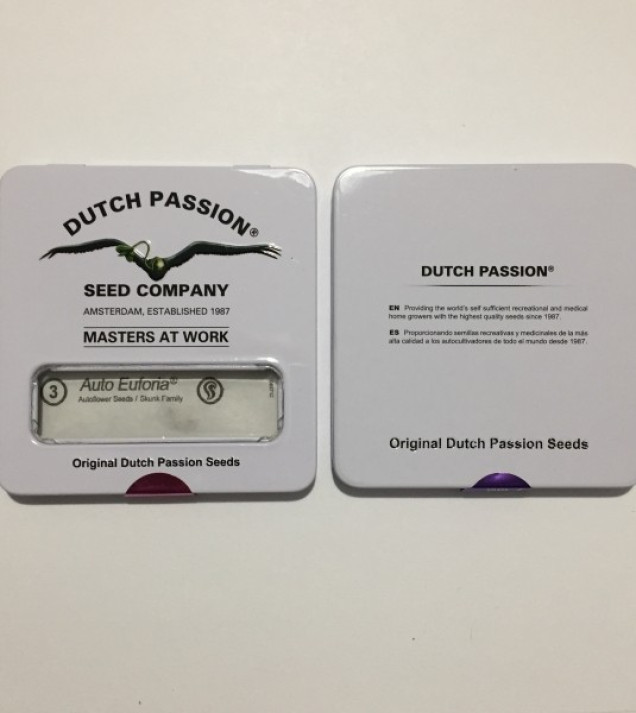 DUTCH PASSION®
SEED COMPANY
AMSTERDAM, ESTABLISHED 1987
MASTERS AT WORK
3 Auto Euforia®
Autoflower Seeds / Skunk Family
Original Dutch Passion Seeds
DUTCH PASSION®
EN Providing the world's self sufficient recreational and medical
home growers with the highest quality seeds since 1987.
ES Proporcionando semillas recreativas y medicinales de la más
alta calidad a los autocultivadores de todo el mundo desde 1987.
Original Dutch Passion Seeds